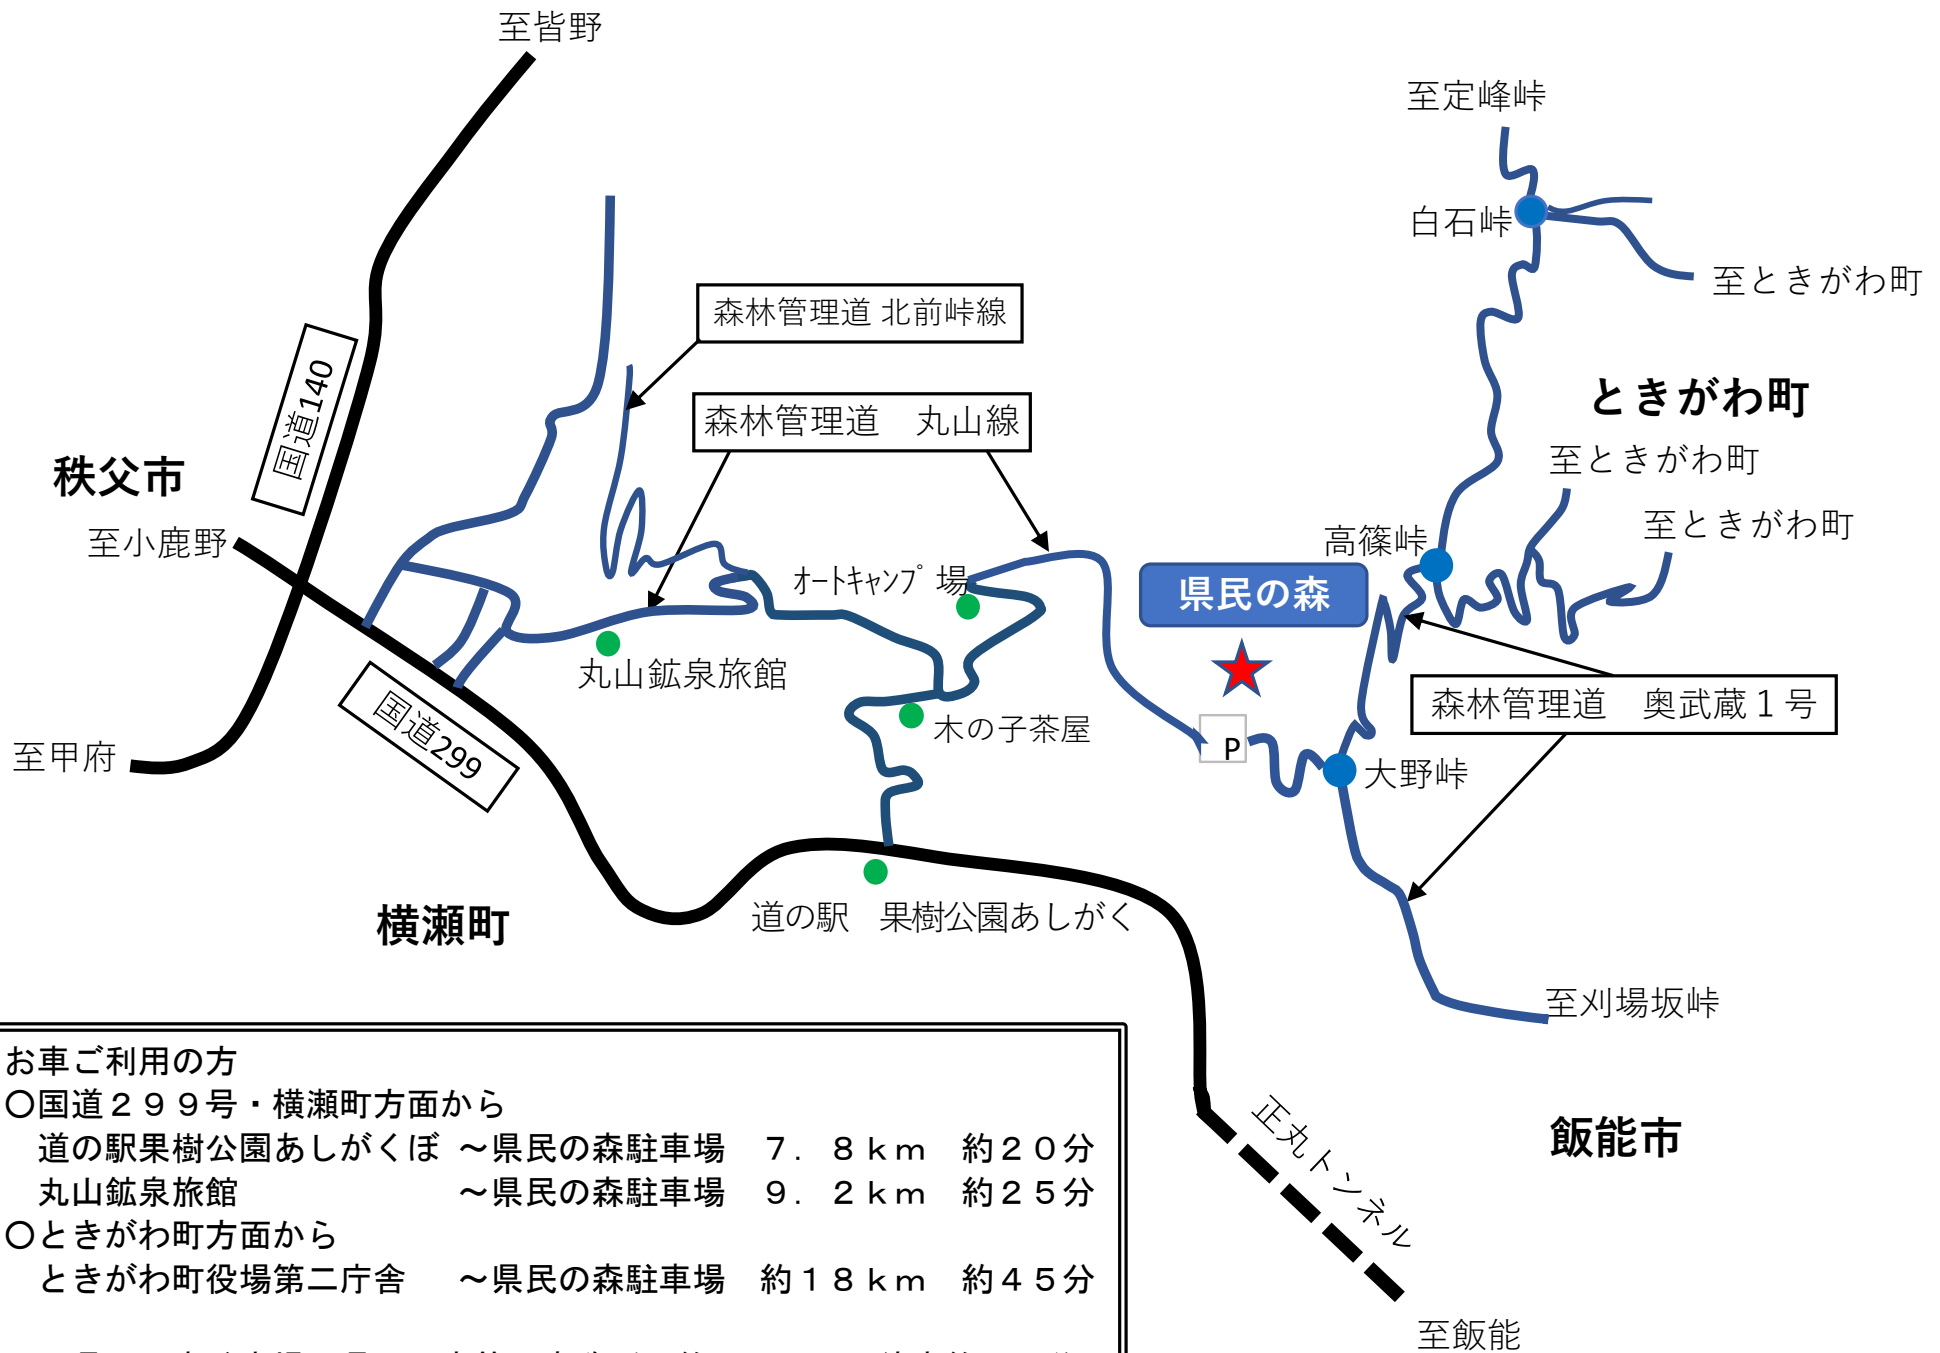 至皆野
至定峰峠
白石峠
至ときがわ町
森林管理道 北前峠線
国道140
森林管理道　丸山線
ときがわ町
秩父市
至ときがわ町
至ときがわ町
至小鹿野
高篠峠
オートキャンプ場
県民の森
丸山鉱泉旅館
森林管理道　奥武蔵１号
国道299
木の子茶屋
P
至甲府
大野峠
横瀬町
道の駅　果樹公園あしがく
至刈場坂峠
お車ご利用の方
〇国道２９９号・横瀬町方面から
道の駅果樹公園あしがくぼ ～県民の森駐車場　７．８ｋｍ　約２０分
丸山鉱泉旅館　～県民の森駐車場　９．２ｋｍ　約２５分
〇ときがわ町方面から
ときがわ町役場第二庁舎　～県民の森駐車場　約１８ｋｍ　約４５分
正丸トンネル
飯能市
至飯能